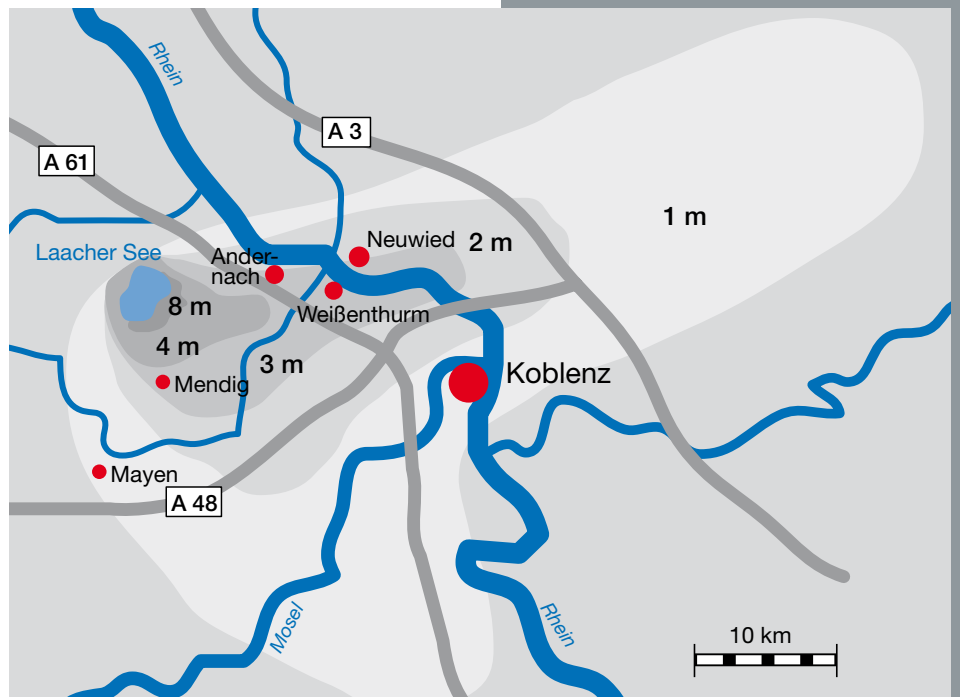 Rhein
A 3
A 61
1 m
Neuwied
2 m
Laacher See
Ander-
nach
8 m
Weißenthurm
4 m
3 m
Mendig
Koblenz
Mayen
A 48
Mosel
Rhein
10 km